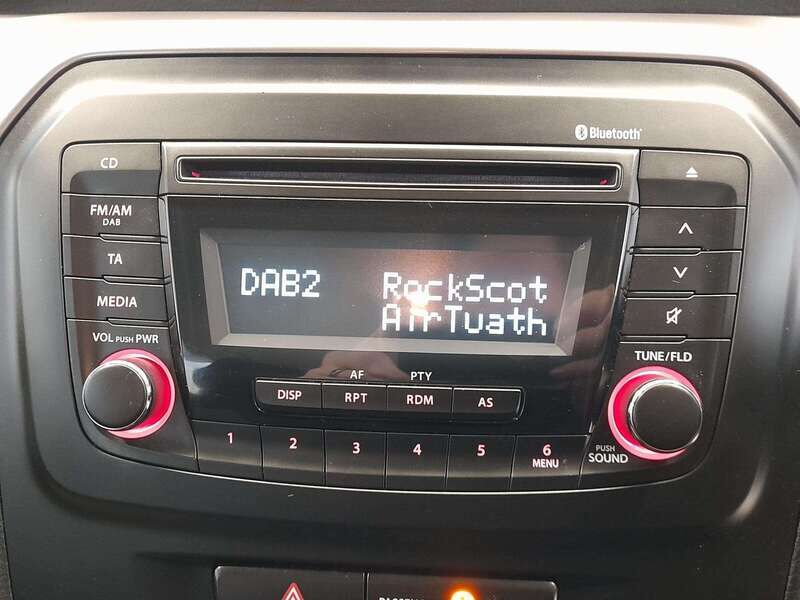 Bluetooth
CD
FM/AM
DAB
TA
MEDIA
VOL PUSH PWR
DAB2 RockScot
AirTuath
TUNE/FLD
AF PTY
DISP RPT RDM AS
1 2 3 4 5 6
MENU
PUSH
SOUND